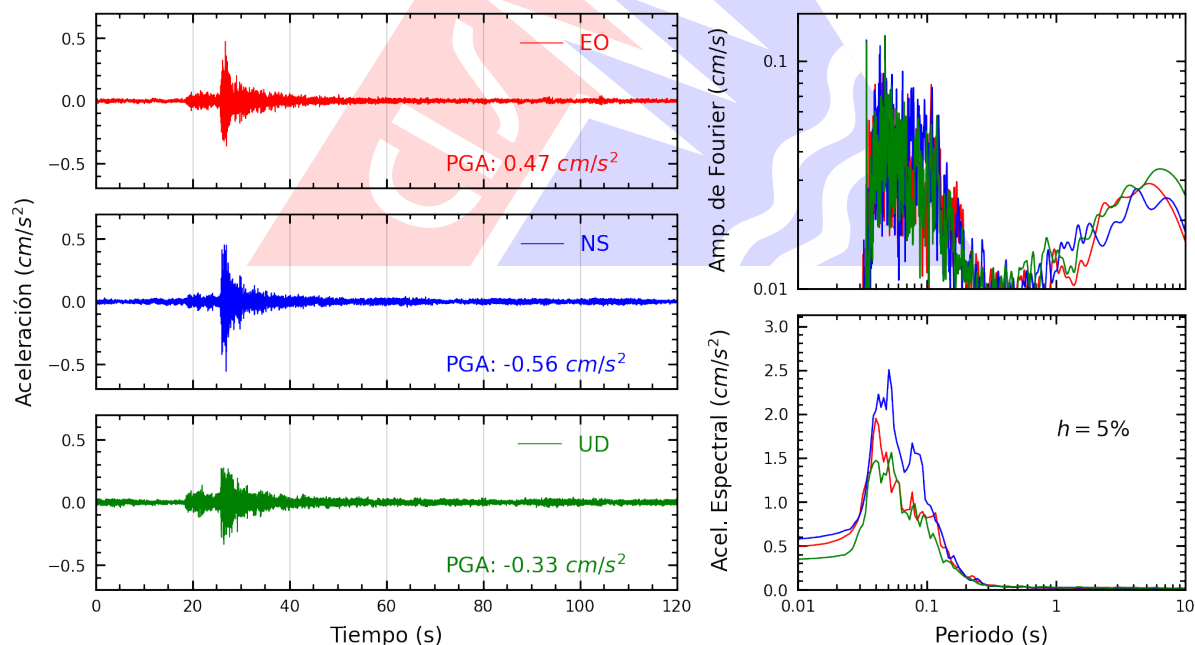 Aceleración (cm/s²)
0.5
0.0
−0.5
EO
PGA: 0.47 cm/s²
0.5
0.0
−0.5
NS
PGA: -0.56 cm/s²
0.5
0.0
−0.5
UD
PGA: -0.33 cm/s²
0 20 40 60 80 100 120
Tiempo (s)
Amp. de Fourier (cm/s)
0.1
0.01
Acel. Espectral (cm/s²)
3.0
2.5
2.0
1.5
1.0
0.5
0.0
h = 5%
0.01 0.1 1 10
Periodo (s)